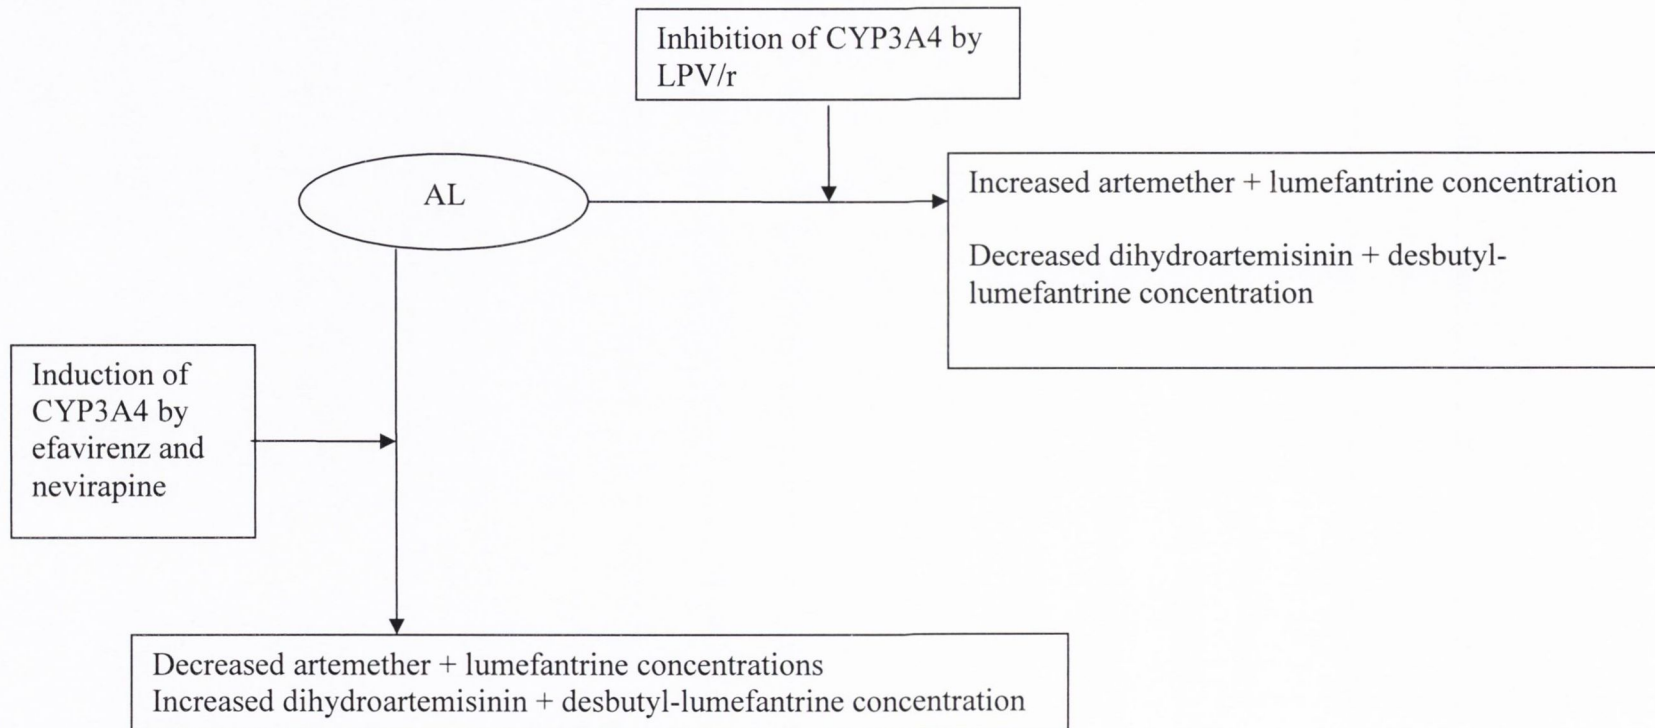 Inhibition of CYP3A4 by
LPV/r
AL
Increased artemether + lumefantrine concentration
Decreased dihydroartemisinin + desbutyl-
lumefantrine concentration
Induction of
CYP3A4 by
efavirenz and
nevirapine
Decreased artemether + lumefantrine concentrations
Increased dihydroartemisinin + desbutyl-lumefantrine concentration